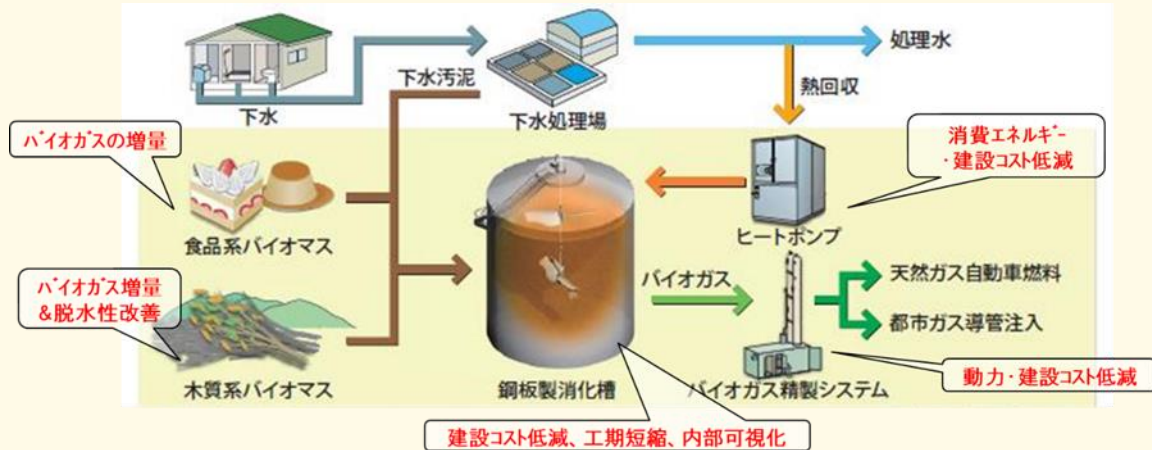 処理水
下水汚泥
熱回収
下水
下水処理場
バイオガスの増量
消費エネルギー
・建設コスト低減
食品系バイオマス
ヒートポンプ
バイオガス
天然ガス自動車燃料
バイオガス増量
&脱水性改善
都市ガス導管注入
木質系バイオマス
鋼板製消化槽
バイオガス精製システム
動力・建設コスト低減
建設コスト低減、工期短縮、内部可視化